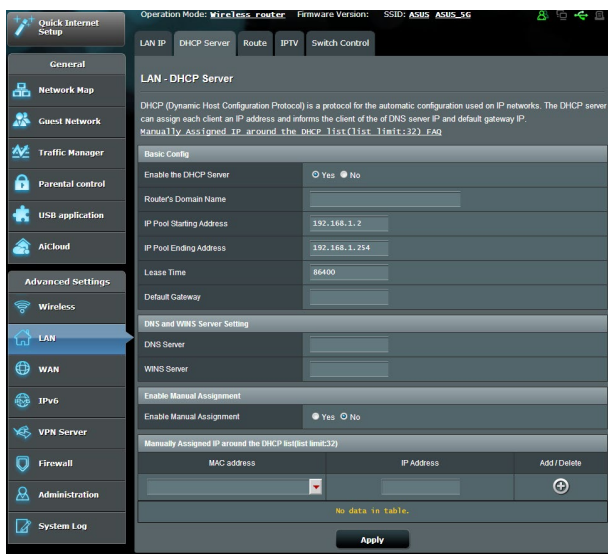 Quick Internet
Setup
Operation Mode: Wireless router Firmware Version: SSID: ASUS ASUS_5G
LAN IP DHCP Server Route IPTV Switch Control
General
Network Map
Guest Network
Traffic Manager
Parental control
USB application
AiCloud
Advanced Settings
Wireless
LAN
WAN
IPv6
VPN Server
Firewall
Administration
System Log
LAN - DHCP Server
DHCP (Dynamic Host Configuration Protocol) is a protocol for the automatic configuration used on IP networks. The DHCP server
can assign each client an IP address and informs the client of the of DNS server IP and default gateway
IP.
Manually Assigned IP around the DHCP list(list limit:32) FAQ
Basic Config
Enable the DHCP Server Yes No
Router's Domain Name
IP Pool Starting Address 192.168.1.2
IP Pool Ending Address 192.168.1.254
Lease Time 86400
Default Gateway
DNS and WINS Server Setting
DNS Server
WINS Server
Enable Manual Assignment
Enable Manual Assignment Yes No
Manually Assigned IP around the DHCP list(list limit:32)
MAC address IP Address Add / Delete
No data in table.
Apply